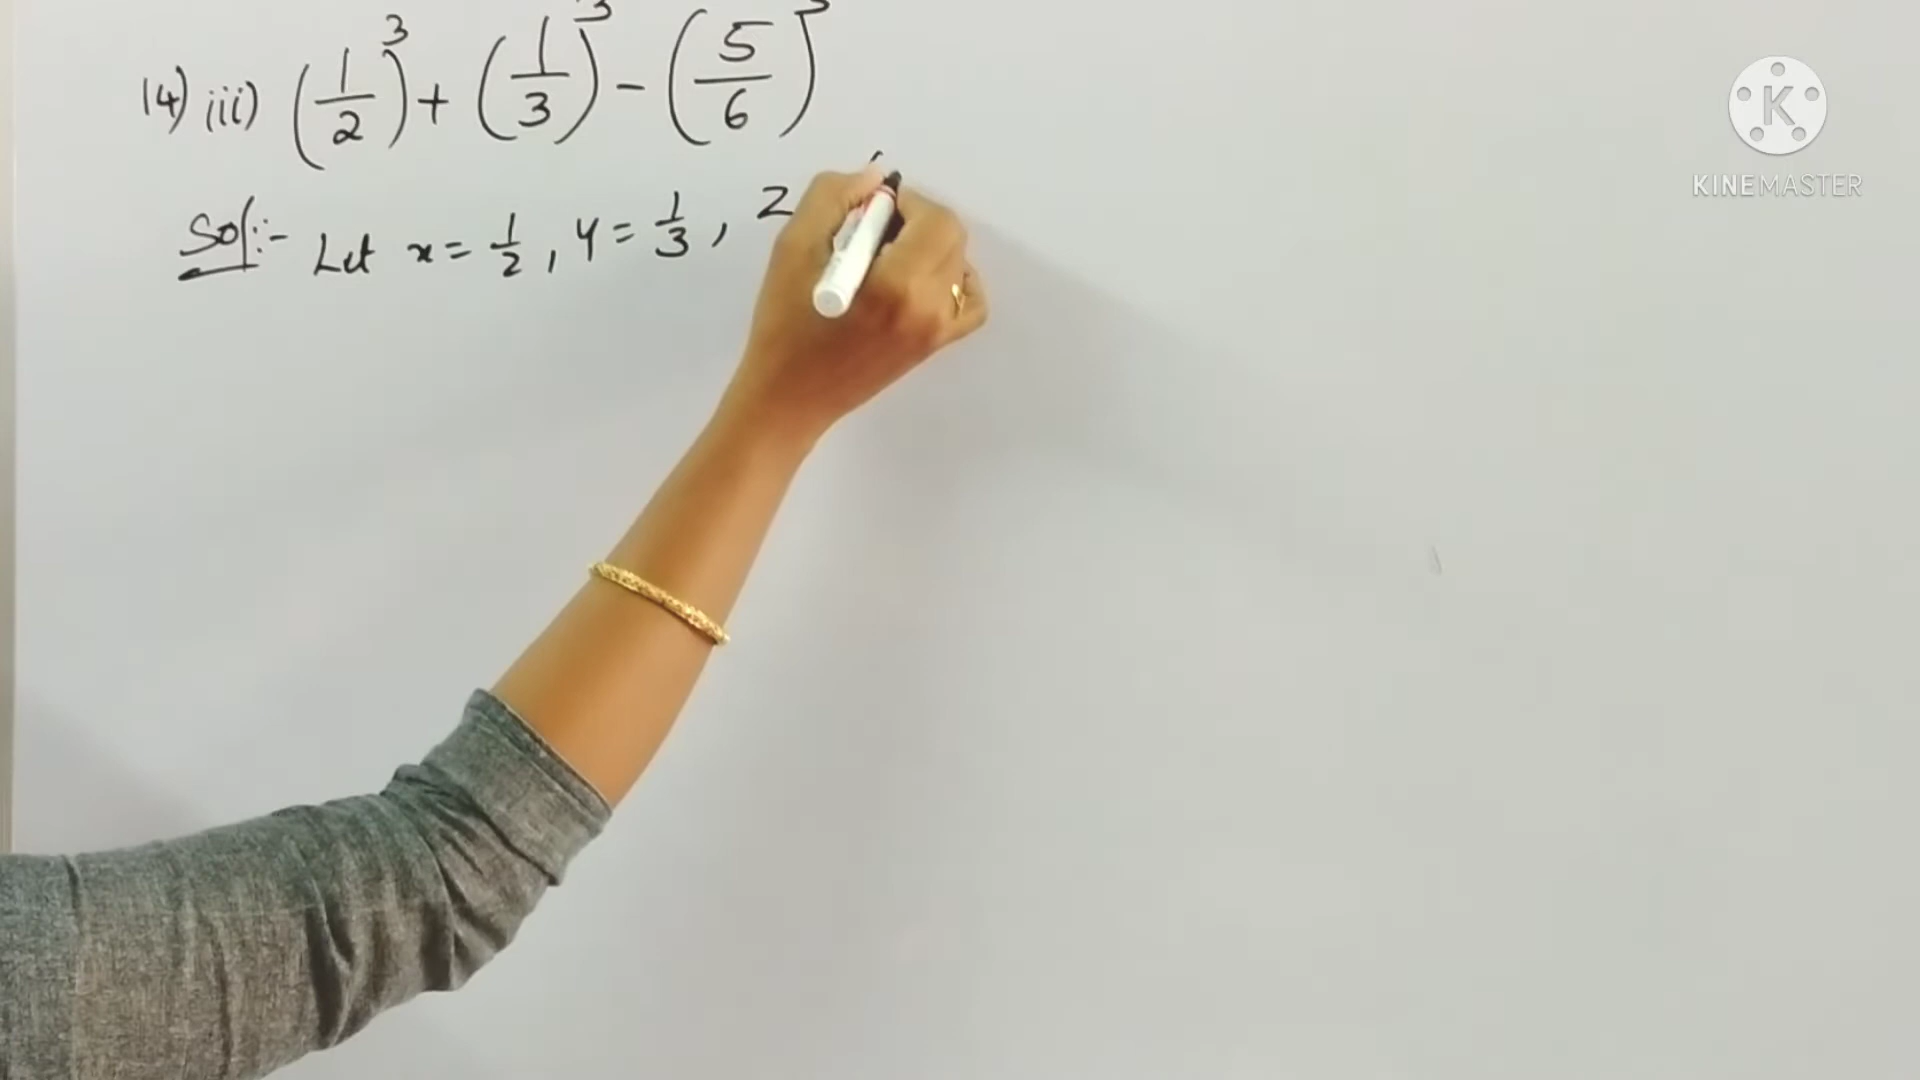 14) iii) (1/2)³ + (1/3)³ - (5/6)³
Sol:- Let x = 1/2, y = 1/3, z
K
KINEMASTER